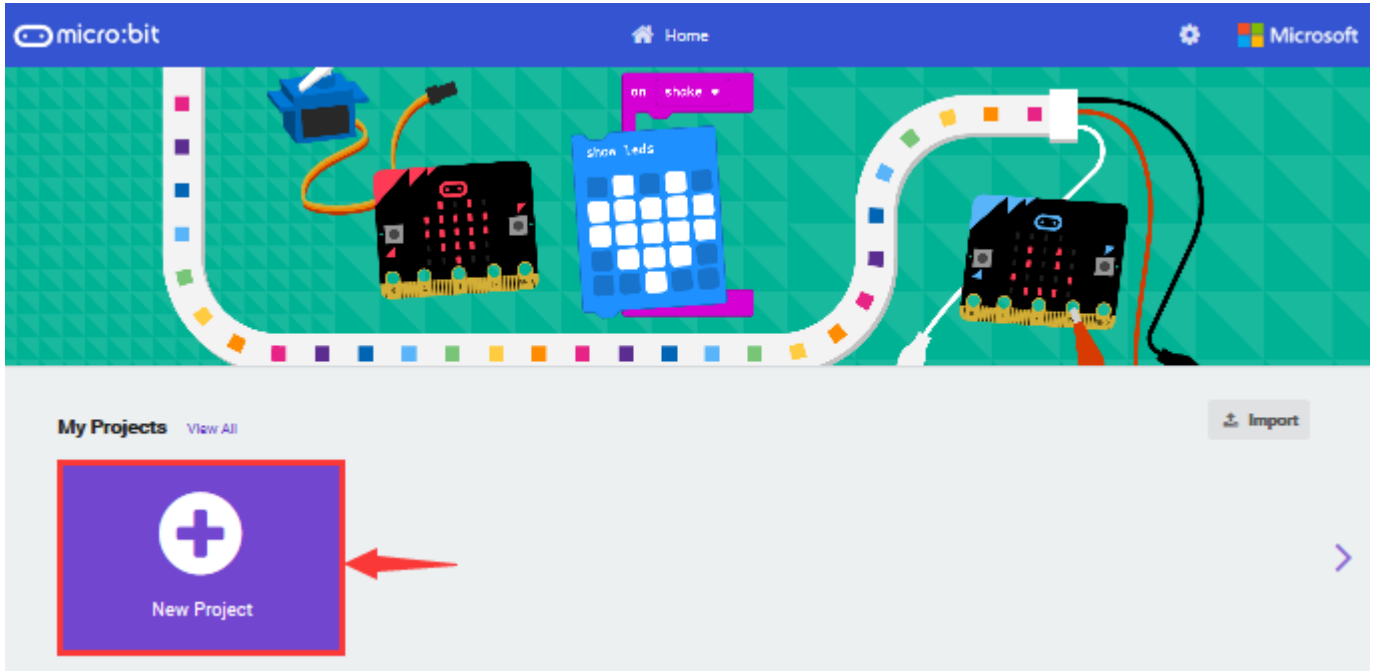 micro:bit
Home
Microsoft
on shake
show leds
My Projects View All
Import
New Project